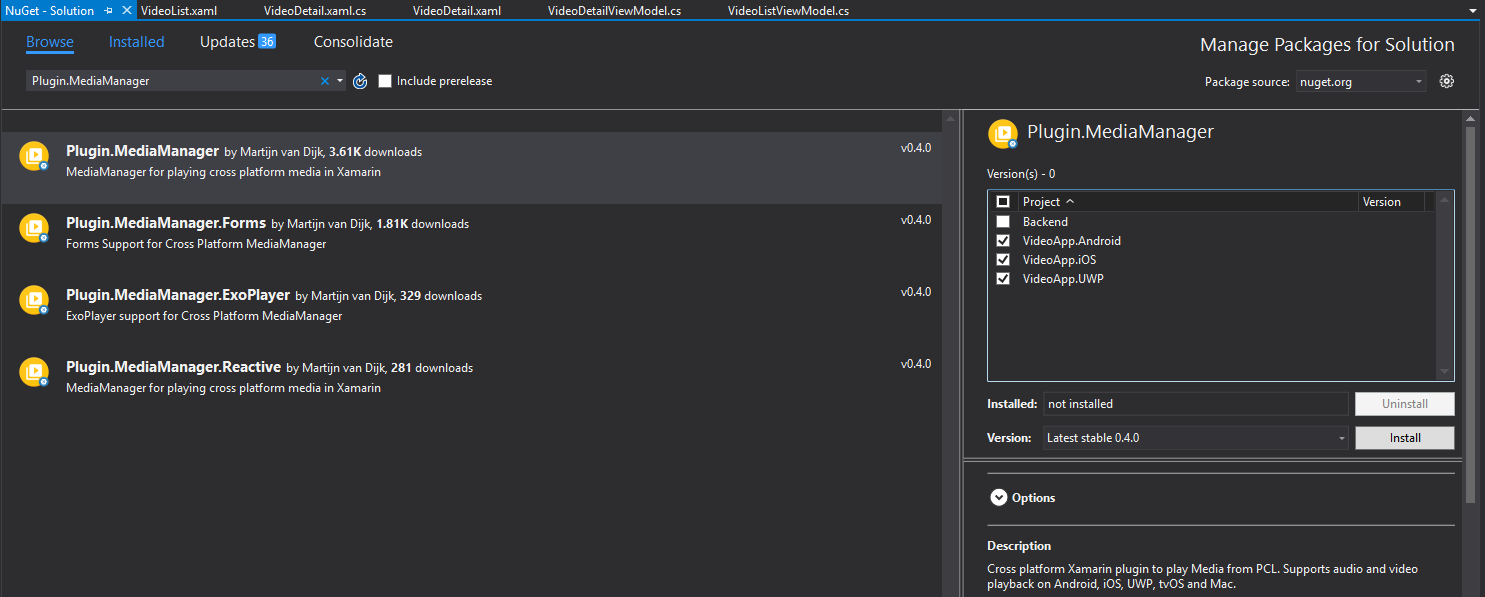 NuGet - Solution VideoList.xaml VideoDetail.xaml.cs VideoDetail.xaml VideoDetailViewModel.cs VideoListViewModel.cs
Browse Installed Updates 36 Consolidate
Manage Packages for Solution
Plugin.MediaManager Include prerelease
Package source: nuget.org
Plugin.MediaManager by Martijn van Dijk, 3.61K downloads v0.4.0
MediaManager for playing cross platform media in Xamarin
Plugin.MediaManager.Forms by Martijn van Dijk, 1.81K downloads v0.4.0
Forms Support for Cross Platform MediaManager
Plugin.MediaManager.ExoPlayer by Martijn van Dijk, 329 downloads v0.4.0
ExoPlayer support for Cross Platform MediaManager
Plugin.MediaManager.Reactive by Martijn van Dijk, 281 downloads v0.4.0
MediaManager for playing cross platform media in Xamarin
Plugin.MediaManager
Version(s) - 0
Project Version
Backend
VideoApp.Android
VideoApp.iOS
VideoApp.UWP
Installed: not installed Uninstall
Version: Latest stable 0.4.0 Install
Options
Description
Cross platform Xamarin plugin to play Media from PCL. Supports audio and video
playback on Android, iOS, UWP, tvOS and Mac.